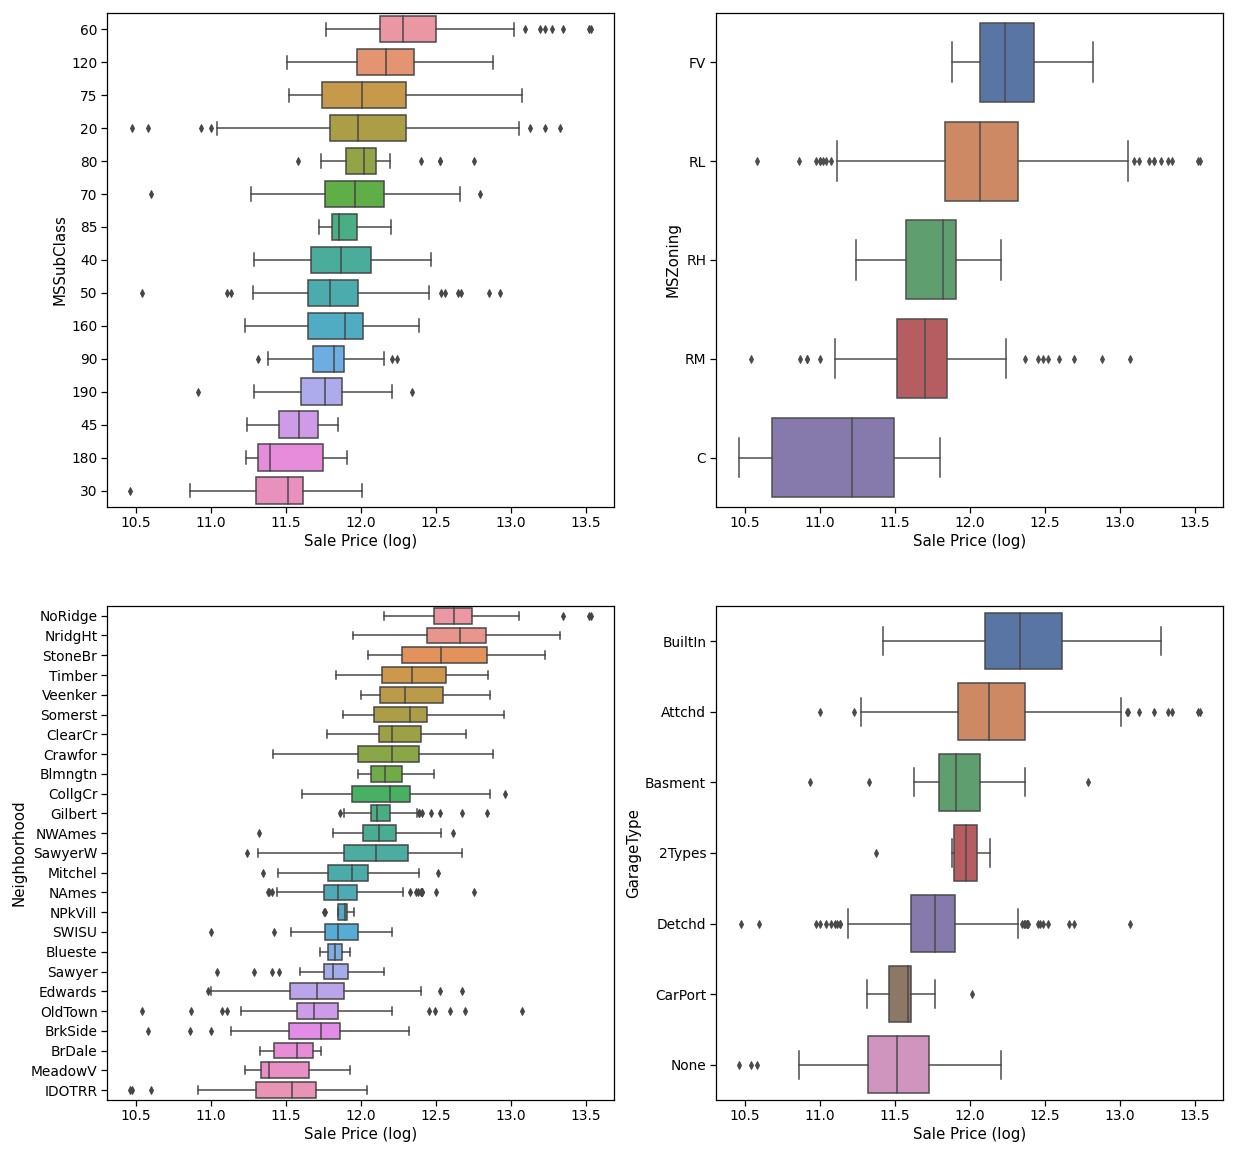 60
120
75
20
80
70
85
40
50
160
90
190
45
180
30
MSSubClass
10.5 11.0 11.5 12.0 12.5 13.0 13.5
Sale Price (log)
FV
RL
RH
RM
C
MSZoning
10.5 11.0 11.5 12.0 12.5 13.0 13.5
Sale Price (log)
NoRidge
NridgHt
StoneBr
Timber
Veenker
Somerst
ClearCr
Crawfor
Blmngtn
CollgCr
Gilbert
NWAmes
SawyerW
Mitchel
NAmes
NPkVill
SWISU
Blueste
Sawyer
Edwards
OldTown
BrkSide
BrDale
MeadowV
IDOTRR
Neighborhood
10.5 11.0 11.5 12.0 12.5 13.0 13.5
Sale Price (log)
BuiltIn
Attchd
Basment
2Types
Detchd
CarPort
None
GarageType
10.5 11.0 11.5 12.0 12.5 13.0 13.5
Sale Price (log)